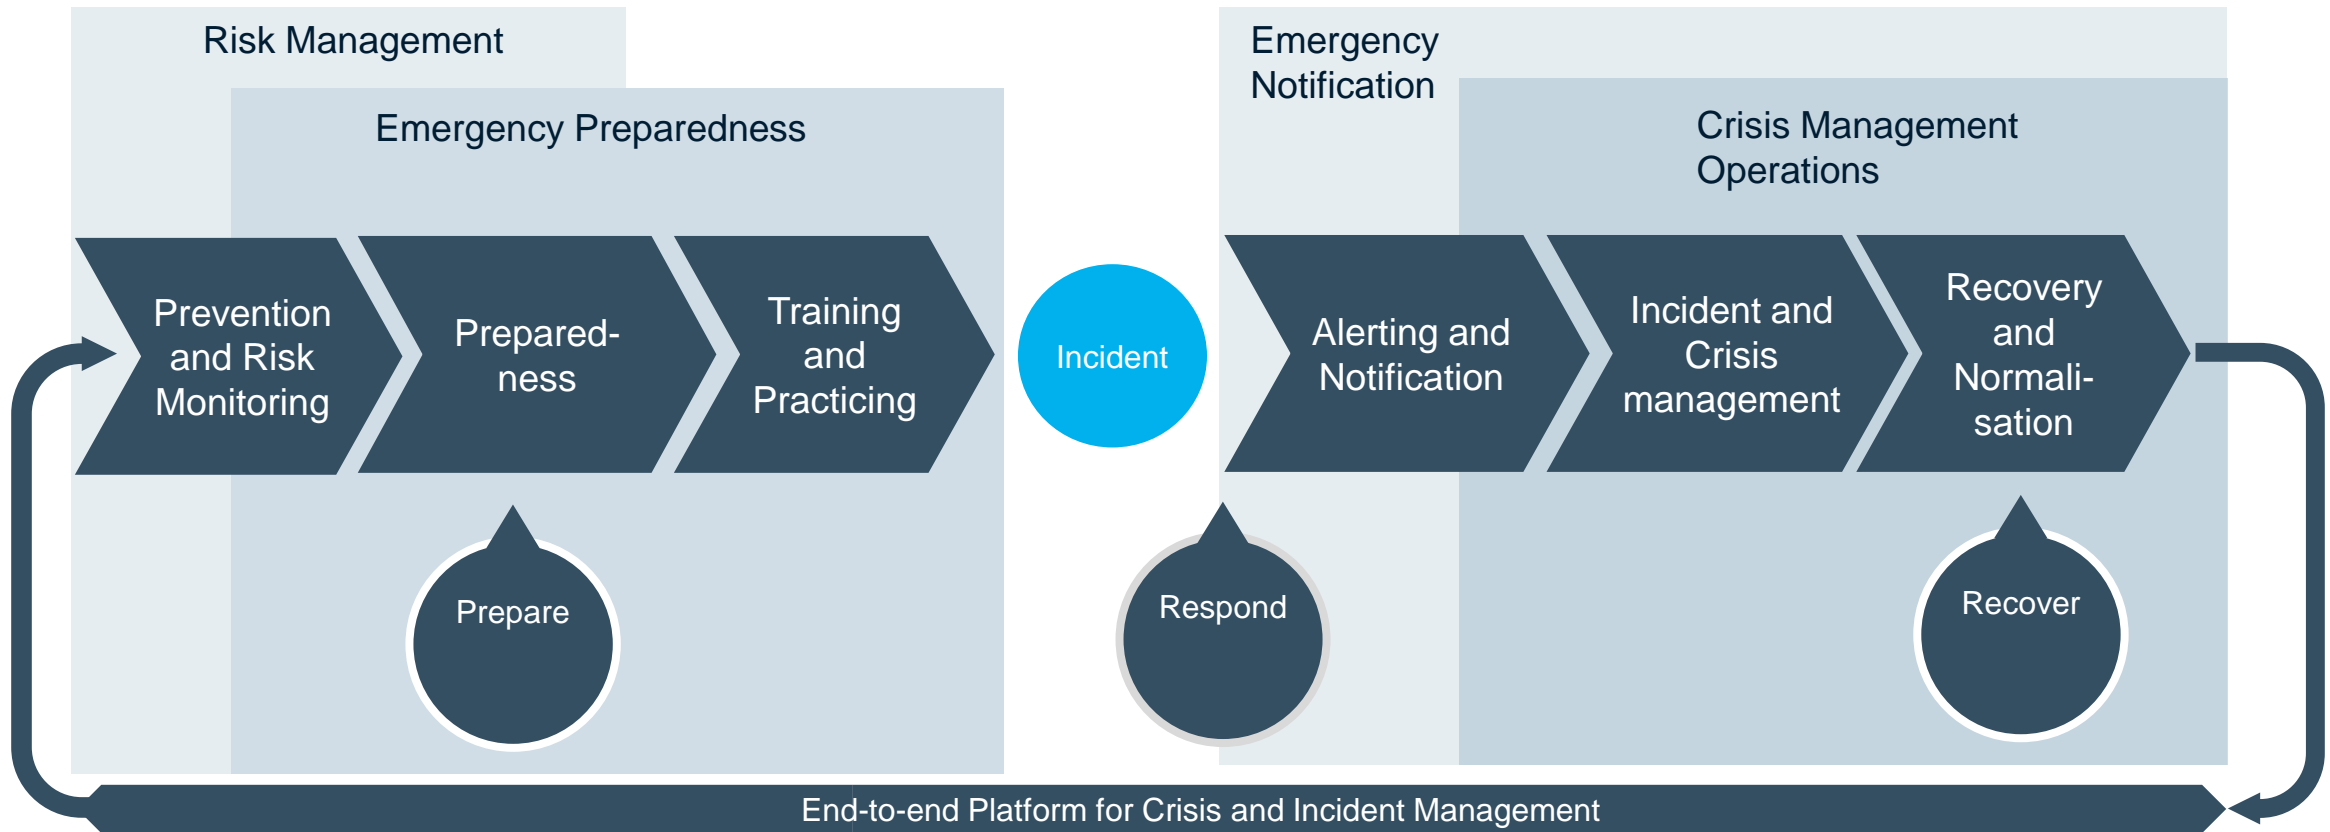 Risk Management
Emergency Preparedness
Prevention
and Risk
Monitoring
Prepared-
ness
Training
and
Practicing
Incident
Emergency
Notification
Crisis Management
Operations
Alerting and
Notification
Incident and
Crisis
management
Recovery
and
Normali-
sation
Prepare
Respond
Recover
End-to-end Platform for Crisis and Incident Management